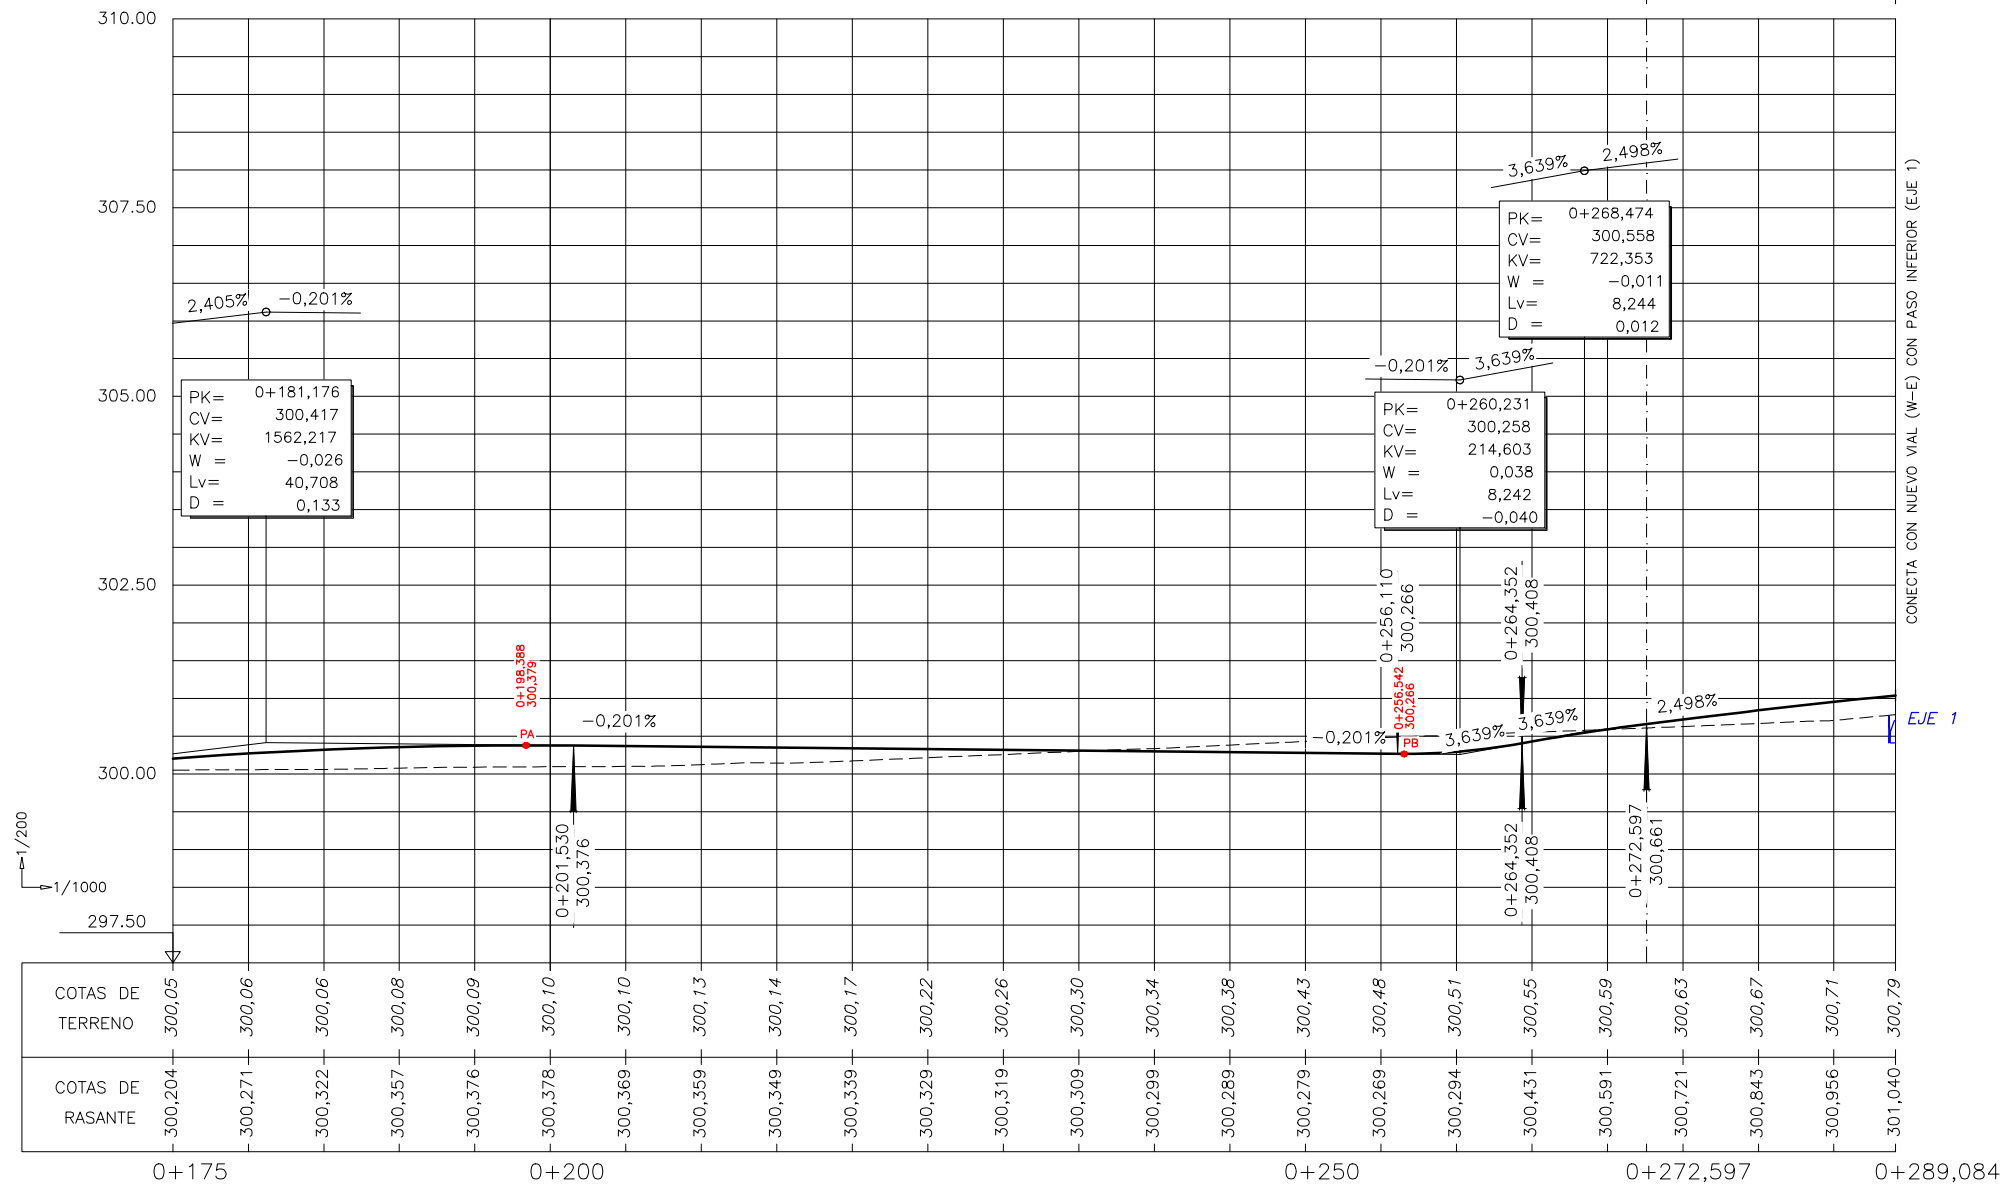 310.00
307.50
305.00
302.50
300.00
297.50
1/200
1/1000
2,405%
-0,201%
PK= 0+181,176
CV= 300,417
KV= 1562,217
W = -0,026
Lv= 40,708
D = 0,133
3,639%
2,498%
PK= 0+268,474
CV= 300,558
KV= 722,353
W = -0,011
Lv= 8,244
D = 0,012
-0,201%
3,639%
PK= 0+260,231
CV= 300,258
KV= 214,603
W = 0,038
Lv= 8,242
D = -0,040
CONECTA CON NUEVO VIAL (W-E) CON PASO INFERIOR (EJE 1)
0+198.388
300,379
PA
-0,201%
0+201,530
300,376
0+256,110
300,266
0+256.542
300,266
PB
-0,201%
3,639%
0+264,352
300,408
3,639%
0+264,352
300,408
2,498%
0+272,597
300,661
EJE 1
COTAS DE
TERRENO
300,05 300,06 300,06 300,08 300,09 300,10 300,10 300,13 300,14 300,17 300,22 300,26 300,30 300,34 300,38 300,43 300,48 300,51 300,55 300,59 300,63 300,67 300,71 300,79
COTAS DE
RASANTE
300,204 300,271 300,322 300,357 300,376 300,378 300,369 300,359 300,349 300,339 300,329 300,319 300,309 300,299 300,289 300,279 300,269 300,294 300,431 300,591 300,721 300,843 300,956 301,040
0+175 0+200 0+250 0+272,597 0+289,084